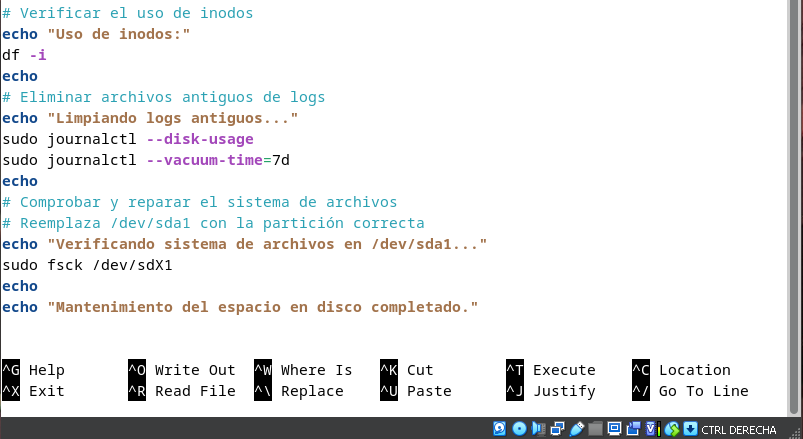 # Verificar el uso de inodos
echo "Uso de inodos:"
df -i
echo
# Eliminar archivos antiguos de logs
echo "Limpiando logs antiguos..."
sudo journalctl --disk-usage
sudo journalctl --vacuum-time=7d
echo
# Comprobar y reparar el sistema de archivos
# Reemplaza /dev/sda1 con la partición correcta
echo "Verificando sistema de archivos en /dev/sda1..."
sudo fsck /dev/sdX1
echo
echo "Mantenimiento del espacio en disco completado."
^G Help ^O Write Out ^W Where Is ^K Cut ^T Execute ^C Location
^X Exit ^R Read File ^\ Replace ^U Paste ^J Justify ^/ Go To Line
CTRL DERECHA